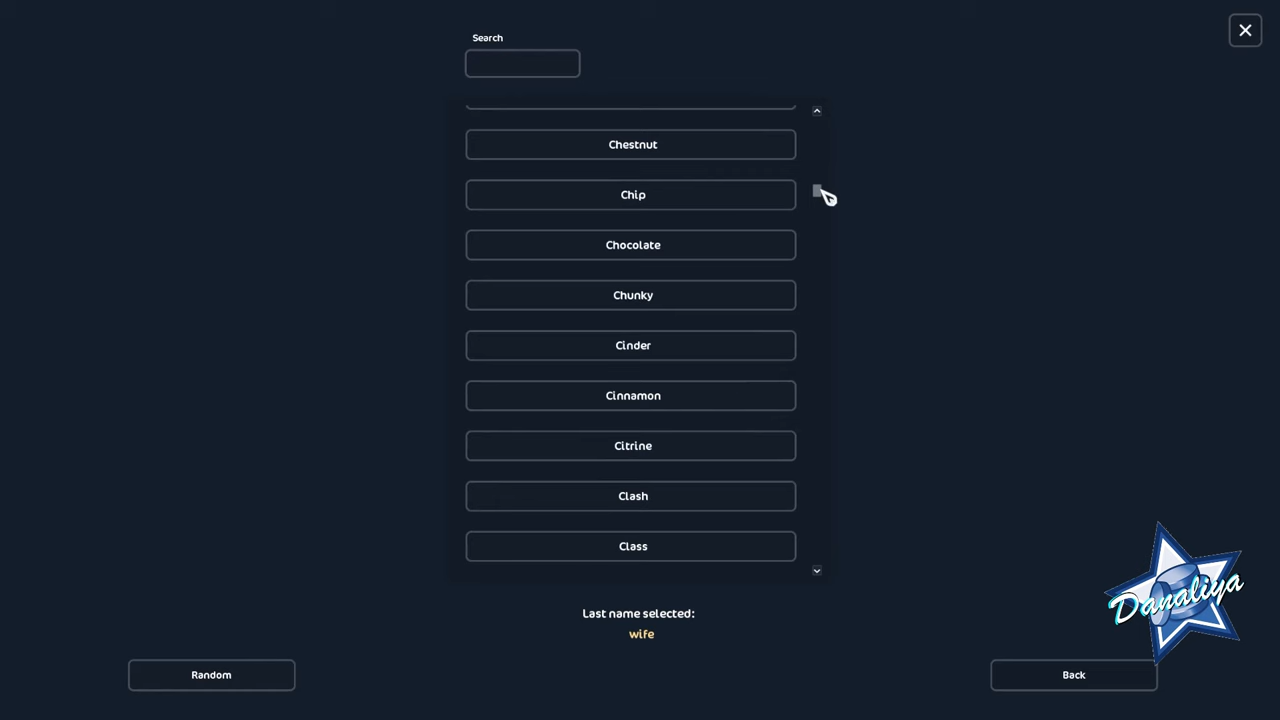 Search
Chestnut
Chip
Chocolate
Chunky
Cinder
Cinnamon
Citrine
Clash
Class
Last name selected:
wife
Random
Back
Danaliya